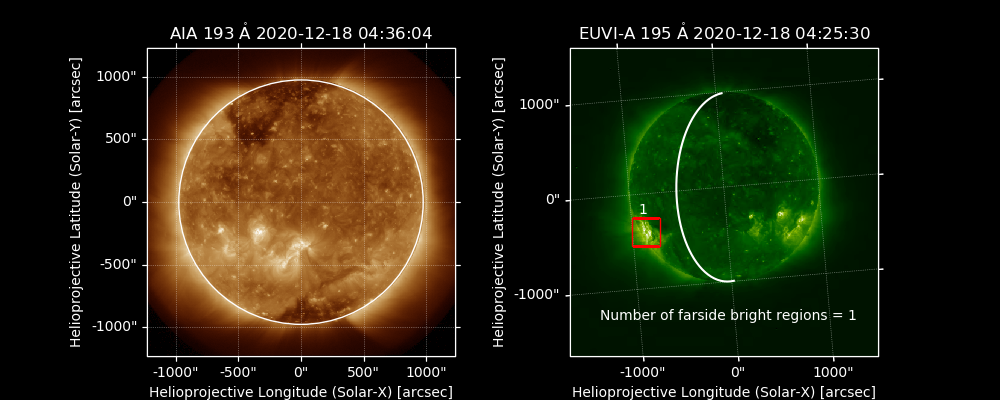 AIA 193 Å 2020-12-18 04:36:04
Helioprojective Latitude (Solar-Y) [arcsec]
1000"
500"
0"
-500"
-1000"
-1000"
-500"
0"
500"
1000"
Helioprojective Longitude (Solar-X) [arcsec]
EUVI-A 195 Å 2020-12-18 04:25:30
Helioprojective Latitude (Solar-Y) [arcsec]
1000"
0"
-1000"
1
Number of farside bright regions = 1
-1000"
0"
1000"
Helioprojective Longitude (Solar-X) [arcsec]